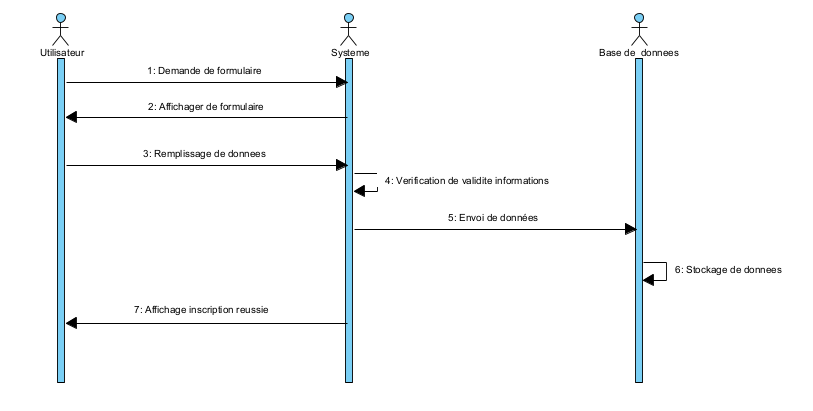 Utilisateur
Systeme
Base de donnees
1: Demande de formulaire
2: Affichager de formulaire
3: Remplissage de donnees
4: Verification de validite informations
5: Envoi de données
6: Stockage de donnees
7: Affichage inscription reussie